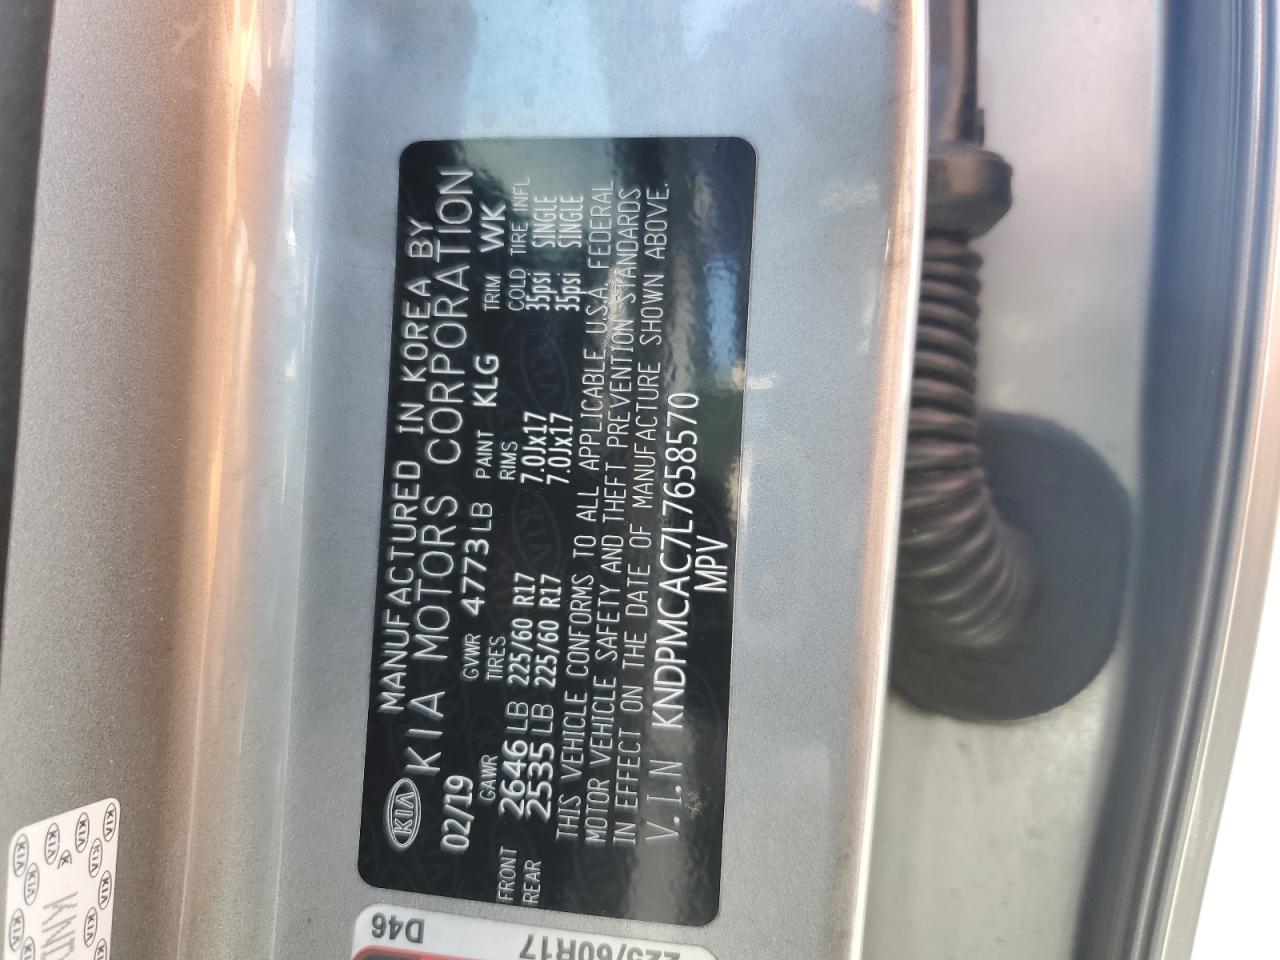 KIA
MANUFACTURED IN KOREA BY
KIA MOTORS CORPORATION
02/19 GVWR 4773LB PAINT KLG TRIM WK
GAWR TIRES RIMS COLD TIRE INFL
FRONT 2646LB 225/60 R17 7.0Jx17 35psi SINGLE
REAR 2535LB 225/60 R17 7.0Jx17 35psi SINGLE
THIS VEHICLE CONFORMS TO ALL APPLICABLE U.S.A. FEDERAL
MOTOR VEHICLE SAFETY AND THEFT PREVENTION STANDARDS
IN EFFECT ON THE DATE OF MANUFACTURE SHOWN ABOVE.
V.I.N KNDPMCAC7L7658570
MPV
D46
225/60R17